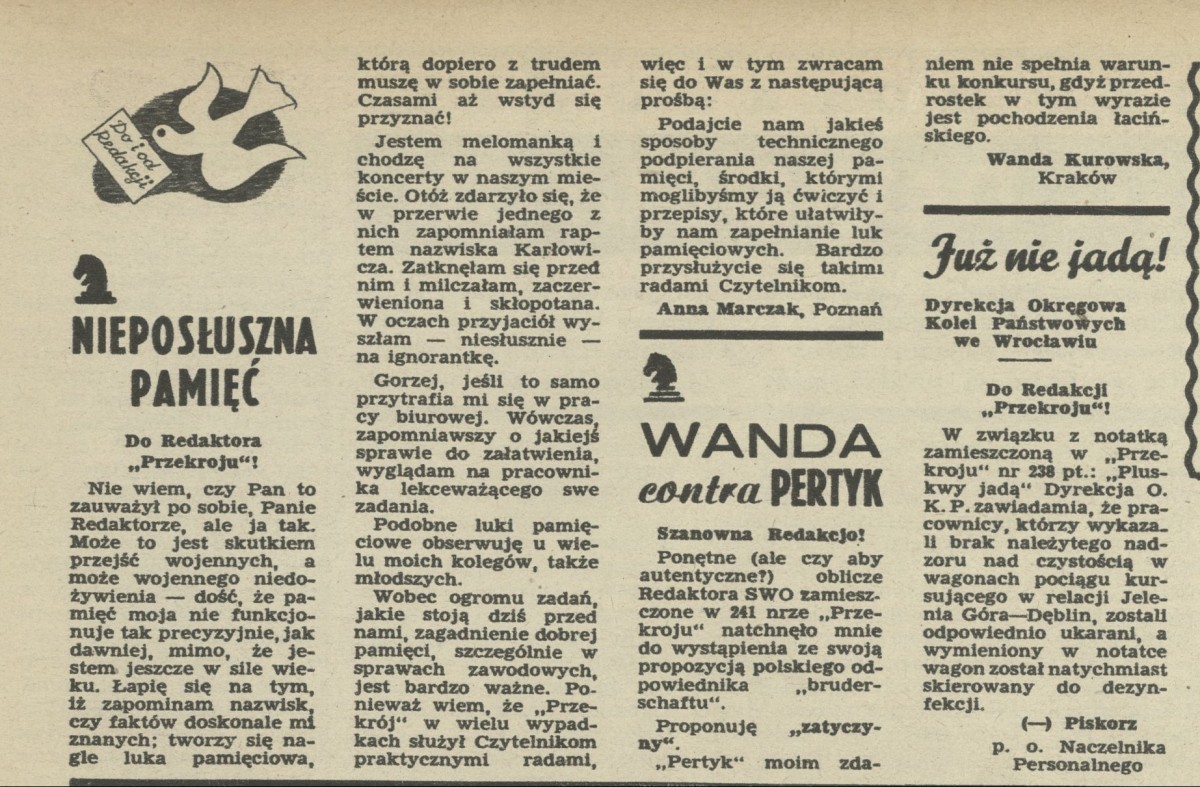 Do i od
Redakcji
NIEPOSŁUSZNA
PAMIĘĆ
Do Redaktora
„Przekroju“!
Nie wiem, czy Pan to
zauważył po sobie, Panie
Redaktorze, ale ja tak.
Może to jest skutkiem
przejść wojennych, a
może wojennego niedo-
żywienia — dość, że pa-
mięć moja nie funkcjo-
nuje tak precyzyjnie, jak
dawniej, mimo, że je-
stem jeszcze w sile wie-
ku. Łapię się na tym,
iż zapominam nazwisk,
czy faktów doskonale mi
znanych; tworzy się na-
gle luka pamięciowa,
którą dopiero z trudem
muszę w sobie zapełniać.
Czasami aż wstyd się
przyznać!
Jestem melomanką i
chodzę na wszystkie
koncerty w naszym mie-
ście. Otóż zdarzyło się, że
w przerwie jednego z
nich zapomniałam rap-
tem nazwiska Karłowi-
cza. Zatknęłam się przed
nim i milczałam, zaczer-
wieniona i skłopotana.
W oczach przyjaciół wy-
szłam — niesłusznie —
na ignorantkę.
Gorzej, jeśli to samo
przytrafia mi się w pra-
cy biurowej. Wówczas,
zapomniawszy o jakiejś
sprawie do załatwienia,
wyglądam na pracowni-
ka lekceważącego swe
zadania.
Podobne luki pamię-
ciowe obserwuję u wie-
lu moich kolegów, także
młodszych.
Wobec ogromu zadań,
jakie stoją dziś przed
nami, zagadnienie dobrej
pamięci, szczególnie w
sprawach zawodowych,
jest bardzo ważne. Po-
nieważ wiem, że „Prze-
krój“ w wielu wypad-
kach służył Czytelnikom
praktycznymi radami,
więc i w tym zwracam
się do Was z następującą
prośbą:
Podajcie nam jakieś
sposoby technicznego
podpierania naszej pa-
mięci, środki, którymi
moglibyśmy ją ćwiczyć i
przepisy, które ułatwiły-
by nam zapełnianie luk
pamięciowych. Bardzo
przysłużycie się takimi
radami Czytelnikom.
Anna Marczak, Poznań
WANDA
contra PERTYK
Szanowna Redakcjo!
Ponętne (ale czy aby
autentyczne?) oblicze
Redaktora SWO zamiesz-
czone w 241 nrze „Prze-
kroju“ natchnęło mnie
do wystąpienia ze swoją
propozycją polskiego od-
powiednika „bruder-
schaftu“.
Proponuję „zatyczy-
ny“.
„Pertyk“ moim zda-
niem nie spełnia warun-
ku konkursu, gdyż przed-
rostek w tym wyrazie
jest pochodzenia łaciń-
skiego.
Wanda Kurowska,
Kraków
Już nie jadą!
Dyrekcja Okręgowa
Kolei Państwowych
we Wrocławiu
Do Redakcji
„Przekroju“!
W związku z notatką
zamieszczoną w „Prze-
kroju“ nr 238 pt.: „Plus-
kwy jadą“ Dyrekcja O.
K. P. zawiadamia, że pra-
cownicy, którzy wykaza-
li brak należytego nad-
zoru nad czystością w
wagonach pociągu kur-
sującego w relacji Jele-
nia Góra—Dęblin, zostali
odpowiednio ukarani, a
wymieniony w notatce
wagon został natychmiast
skierowany do dezyn-
fekcji.
(—) Piskorz
p. o. Naczelnika
Personalnego